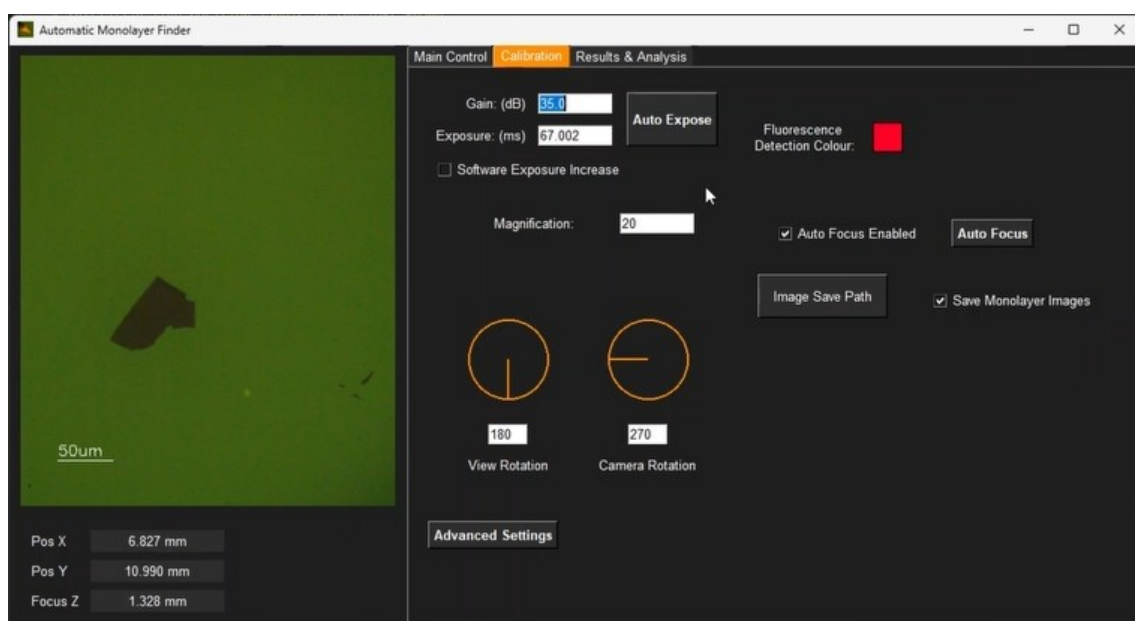 Automatic Monolayer Finder
Main Control Calibration Results & Analysis
Gain: (dB) 35.0
Auto Expose
Exposure: (ms) 67.002
Fluorescence
Detection Colour:
Software Exposure Increase
Magnification: 20
Auto Focus Enabled Auto Focus
Image Save Path Save Monolayer Images
180 270
View Rotation Camera Rotation
50um
Advanced Settings
Pos X 6.827 mm
Pos Y 10.990 mm
Focus Z 1.328 mm